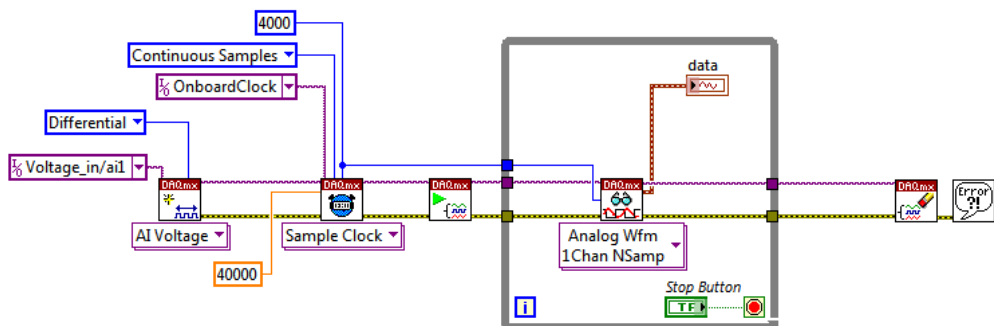 4000
Continuous Samples
I/O OnboardClock
data
Differential
I/O Voltage_in/ai1
DAQmx
DAQmx
DAQmx
DAQmx
DAQmx
Error
?!
AI Voltage
Sample Clock
Analog Wfm
1Chan NSamp
40000
Stop Button
i
TF